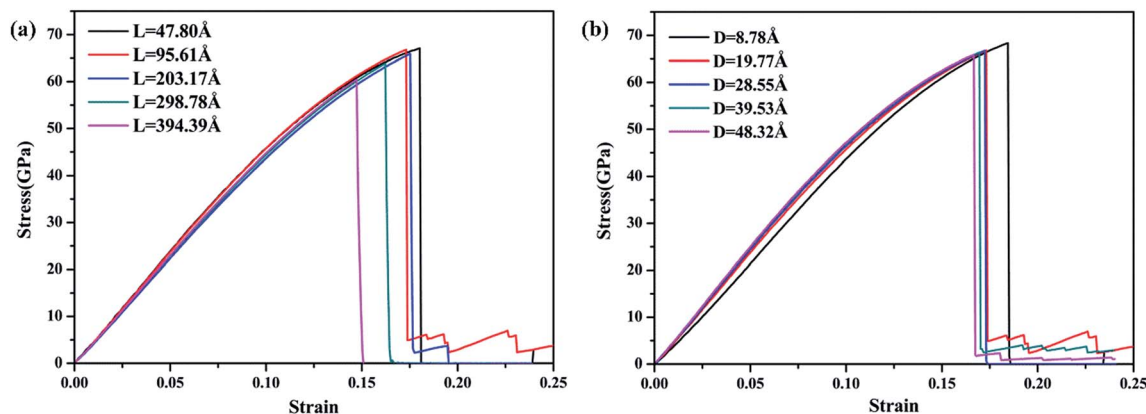 (a)
L=47.80Å
L=95.61Å
L=203.17Å
L=298.78Å
L=394.39Å
Stress(GPa)
70
60
50
40
30
20
10
0
0.00 0.05 0.10 0.15 0.20 0.25
Strain
(b)
D=8.78Å
D=19.77Å
D=28.55Å
D=39.53Å
D=48.32Å
Stress(GPa)
70
60
50
40
30
20
10
0
0.00 0.05 0.10 0.15 0.20 0.25
Strain